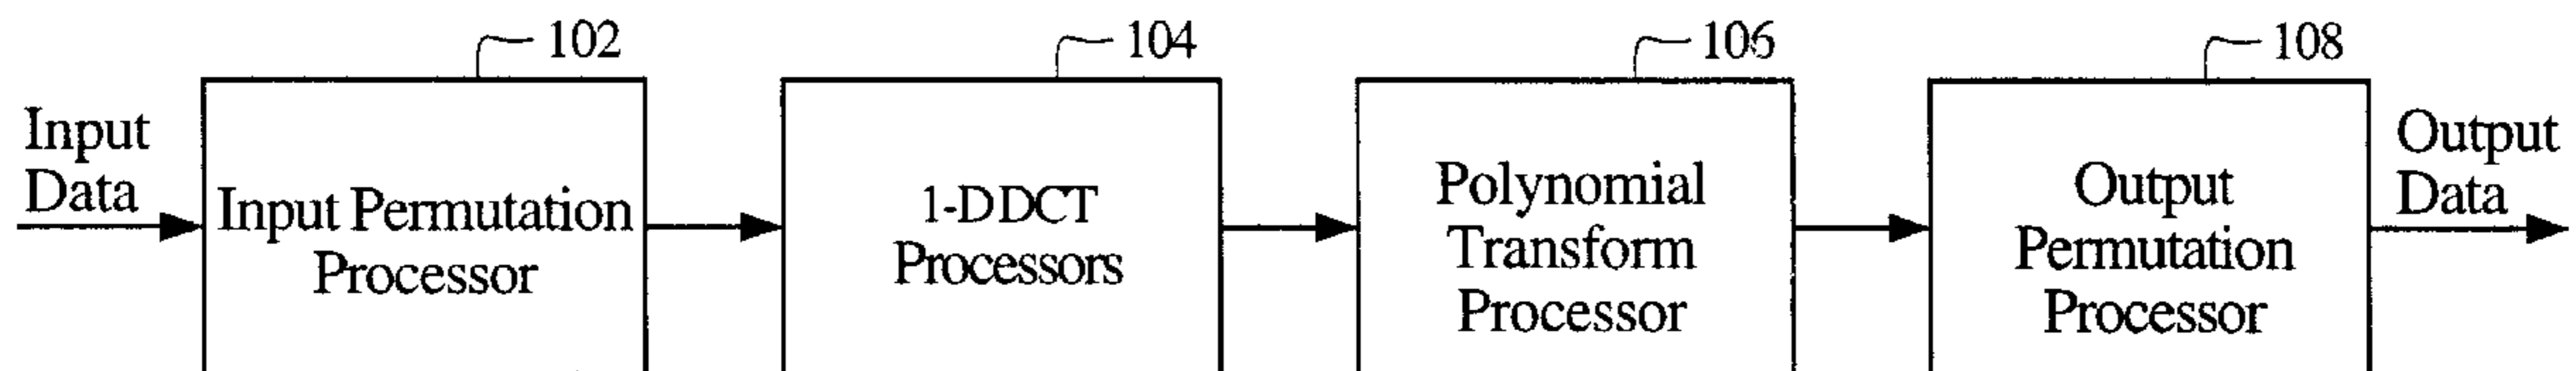 102
104
106
108
Input
Data
Input Permutation
Processor
1-D DCT
Processors
Polynomial
Transform
Processor
Output
Permutation
Processor
Output
Data